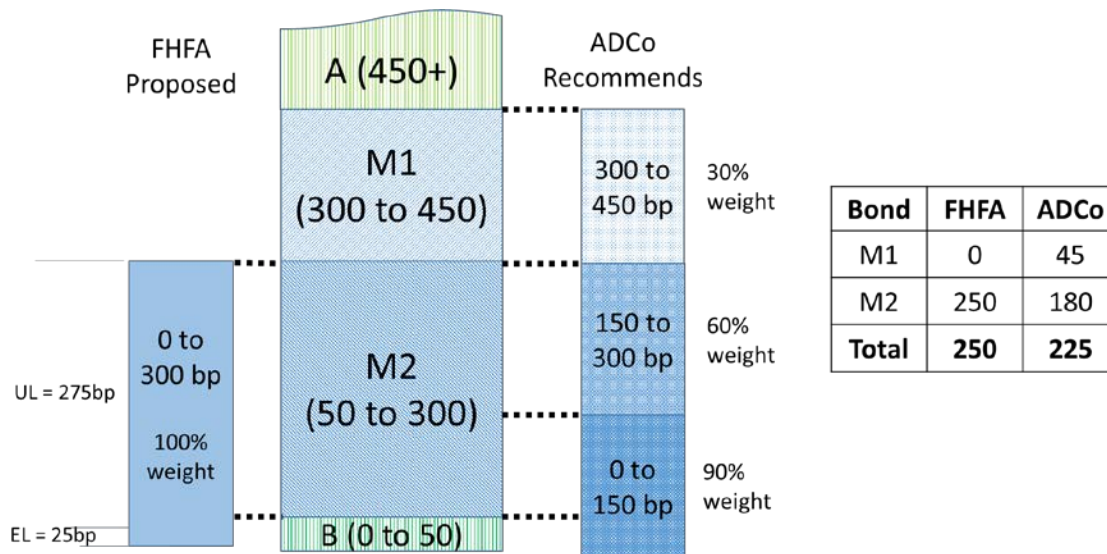 FHFA
Proposed
A (450+)
ADCo
Recommends
M1
(300 to 450)
300 to
450 bp
30%
weight
0 to
300 bp
100%
weight
UL = 275bp
EL = 25bp
M2
(50 to 300)
150 to
300 bp
60%
weight
0 to
150 bp
90%
weight
B (0 to 50)
Bond FHFA ADCo
M1 0 45
M2 250 180
Total 250 225